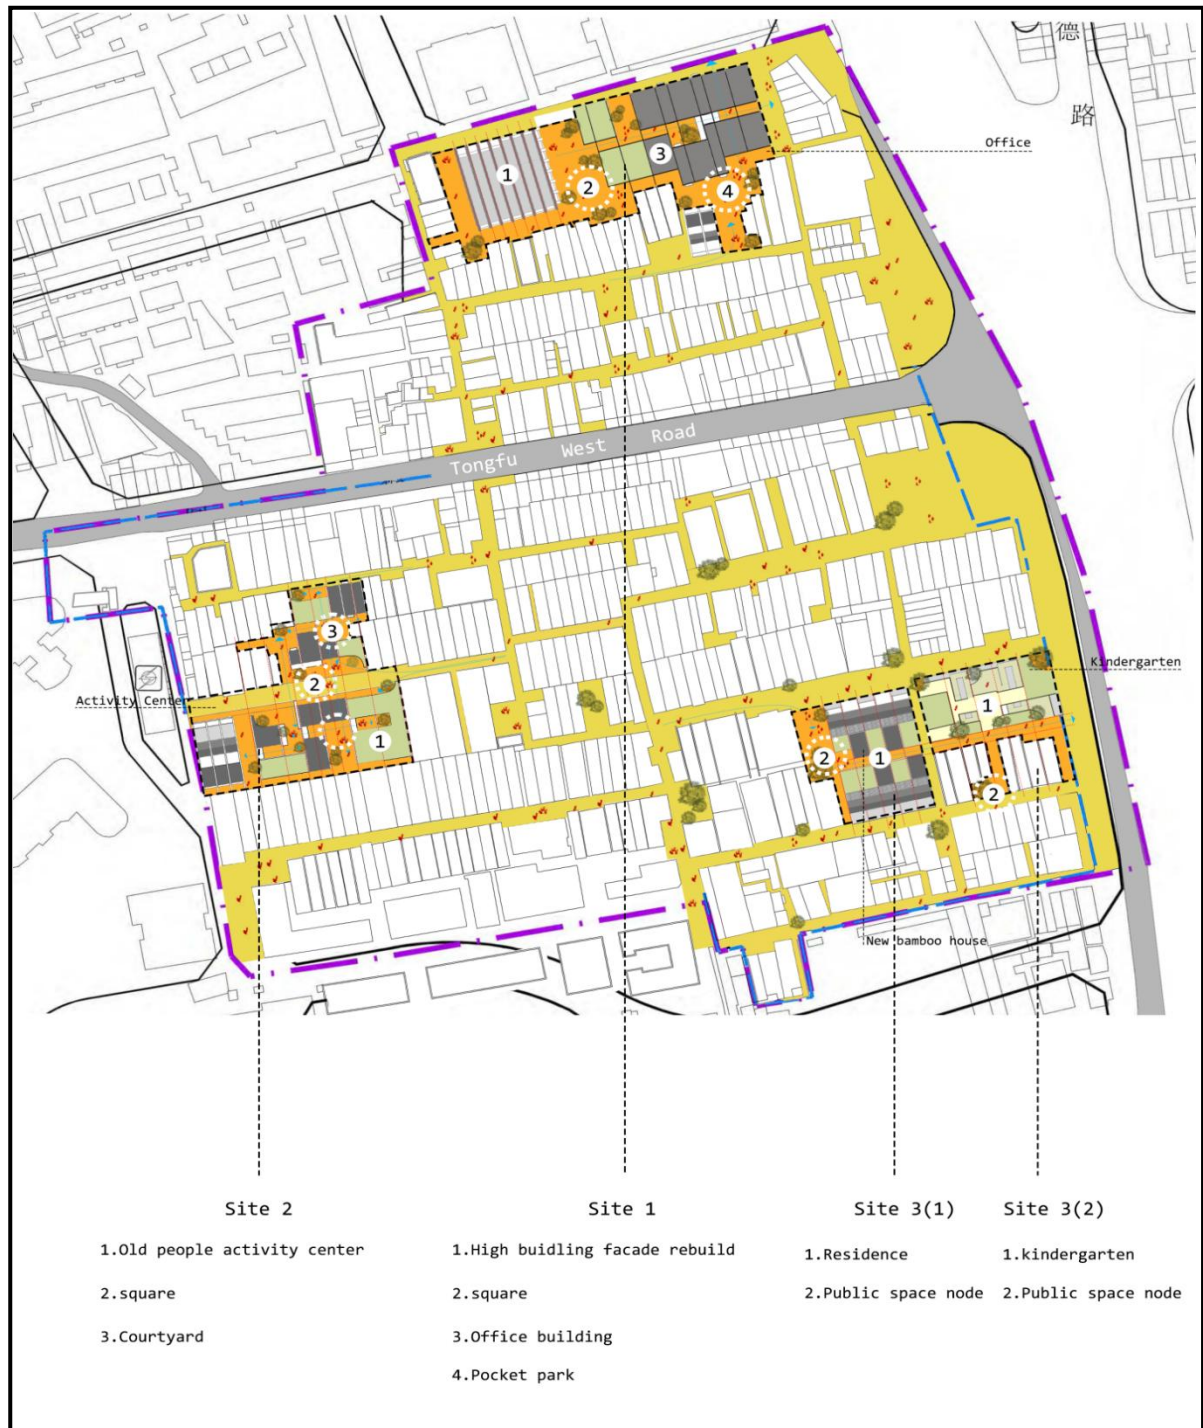 德
路
Office
1
2
3
4
Tongfu West Road
3
2
1
Activity Center
Kindergarten
1
2
1
2
New bamboo house
Site 2
1.Old people activity center
2.square
3.Courtyard
Site 1
1.High buidling facade rebuild
2.square
3.Office building
4.Pocket park
Site 3(1)
1.Residence
2.Public space node
Site 3(2)
1.kindergarten
2.Public space node